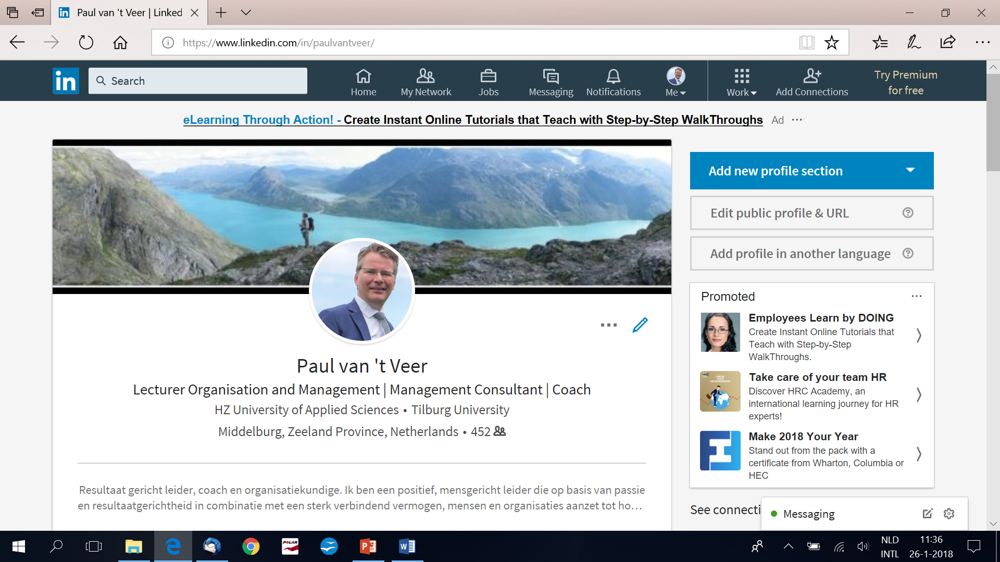 Paul van 't Veer | Linked
https://www.linkedin.com/in/paulvantveer/
in
Search
Home
My Network
Jobs
Messaging
Notifications
Me
Work
Add Connections
Try Premium
for free
eLearning Through Action! - Create Instant Online Tutorials that Teach with Step-by-Step WalkThroughs
Ad
Add new profile section
Edit public profile & URL
Add profile in another language
Paul van 't Veer
Lecturer Organisation and Management | Management Consultant | Coach
HZ University of Applied Sciences • Tilburg University
Middelburg, Zeeland Province, Netherlands • 452
Resultaat gericht leider, coach en organisatiekundige. Ik ben een positief, mensgericht leider die op basis van passie
en resultaatgerichtheid in combinatie met een sterk verbindend vermogen, mensen en organisaties aanzet tot ho…
Promoted
Employees Learn by DOING
Create Instant Online Tutorials that
Teach with Step-by-Step
WalkThroughs.
HRC
GROW
YOUR
HR EXPERIENCE
Take care of your team HR
Discover HRC Academy, an
international learning journey for HR
experts!
Make 2018 Your Year
Stand out from the pack with a
certificate from Wharton, Columbia or
HEC
See connecti
Messaging
POLAR
NLD
INTL
11:36
26-1-2018